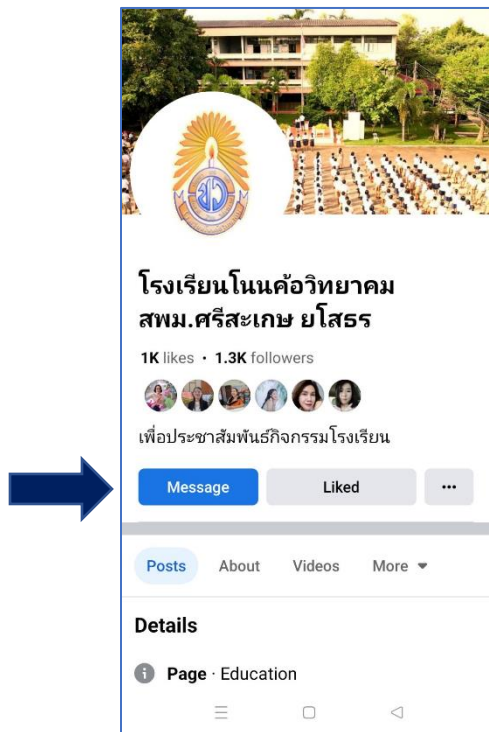 โรงเรียนโนนค้อวิทยาคม
สพม.ศรีสะเกษ ยโสธร
1K likes • 1.3K followers
เพื่อประชาสัมพันธ์กิจกรรมโรงเรียน
Message
Liked
Posts
About
Videos
More
Details
Page · Education